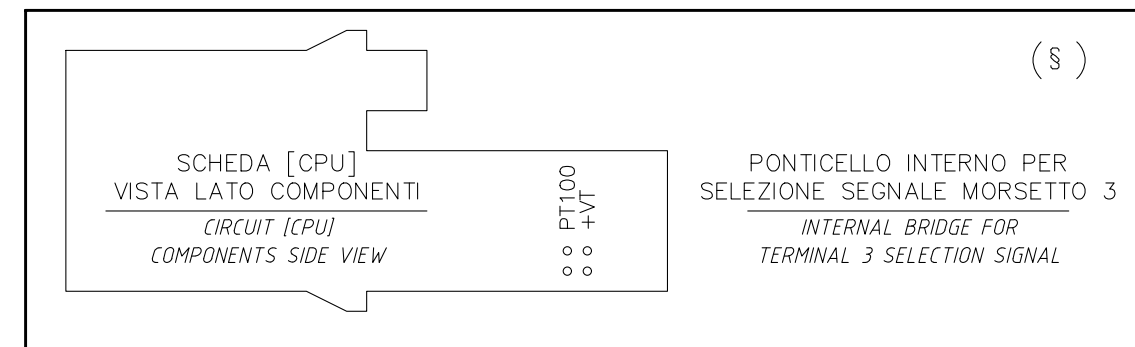 (§ )
SCHEDA [CPU]
VISTA LATO COMPONENTI
CIRCUIT [CPU]
COMPONENTS SIDE VIEW
PT100
+VT
PONTICELLO INTERNO PER
SELEZIONE SEGNALE MORSETTO 3
INTERNAL BRIDGE FOR
TERMINAL 3 SELECTION SIGNAL